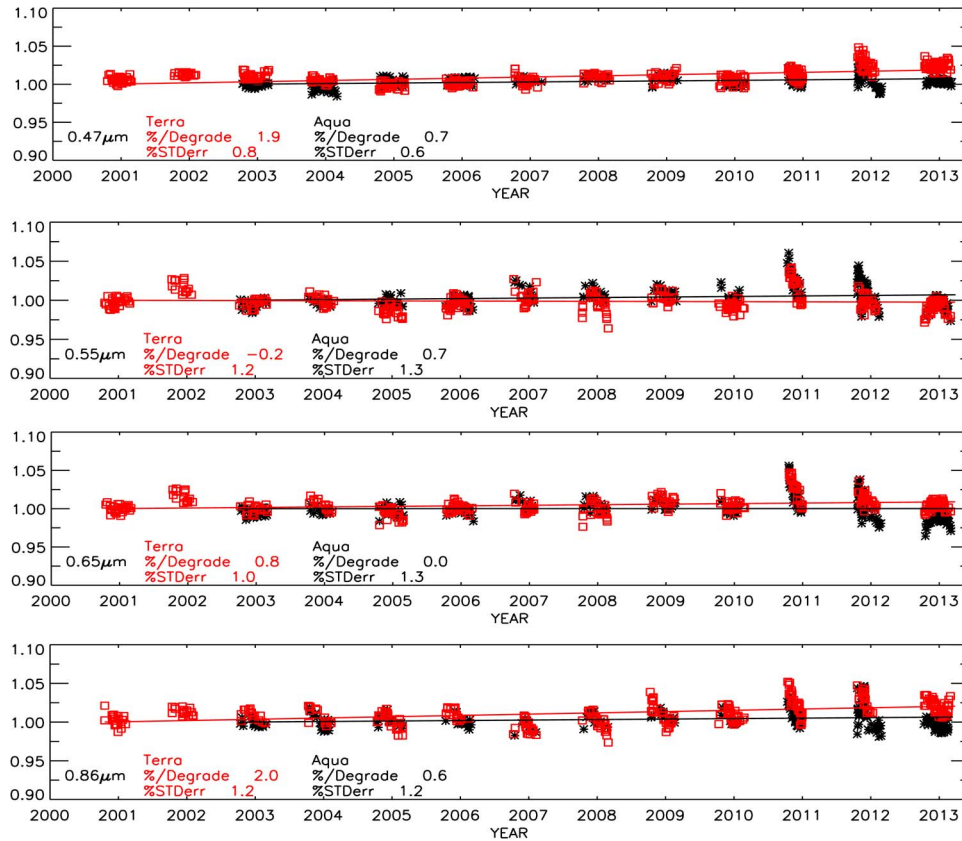 1.10
1.05
1.00
0.95
0.90
Terra Aqua
0.47μm %/Degrade 1.9 %/Degrade 0.7
%STDerr 0.8 %STDerr 0.6
2000 2001 2002 2003 2004 2005 2006 2007 2008 2009 2010 2011 2012 2013
YEAR
1.10
1.05
1.00
0.95
0.90
Terra Aqua
0.55μm %/Degrade −0.2 %/Degrade 0.7
%STDerr 1.2 %STDerr 1.3
2000 2001 2002 2003 2004 2005 2006 2007 2008 2009 2010 2011 2012 2013
YEAR
1.10
1.05
1.00
0.95
0.90
Terra Aqua
0.65μm %/Degrade 0.8 %/Degrade 0.0
%STDerr 1.0 %STDerr 1.3
2000 2001 2002 2003 2004 2005 2006 2007 2008 2009 2010 2011 2012 2013
YEAR
1.10
1.05
1.00
0.95
0.90
Terra Aqua
0.86μm %/Degrade 2.0 %/Degrade 0.6
%STDerr 1.2 %STDerr 1.2
2000 2001 2002 2003 2004 2005 2006 2007 2008 2009 2010 2011 2012 2013
YEAR